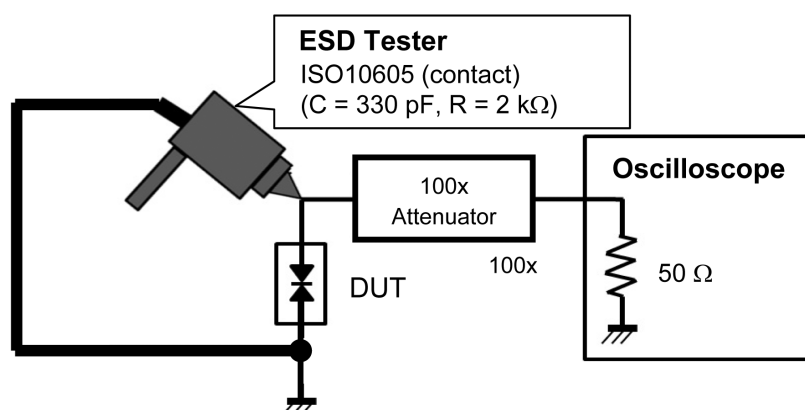 ESD Tester
ISO10605 (contact)
(C = 330 pF, R = 2 kΩ)
Oscilloscope
100x
Attenuator
100x
DUT
50 Ω